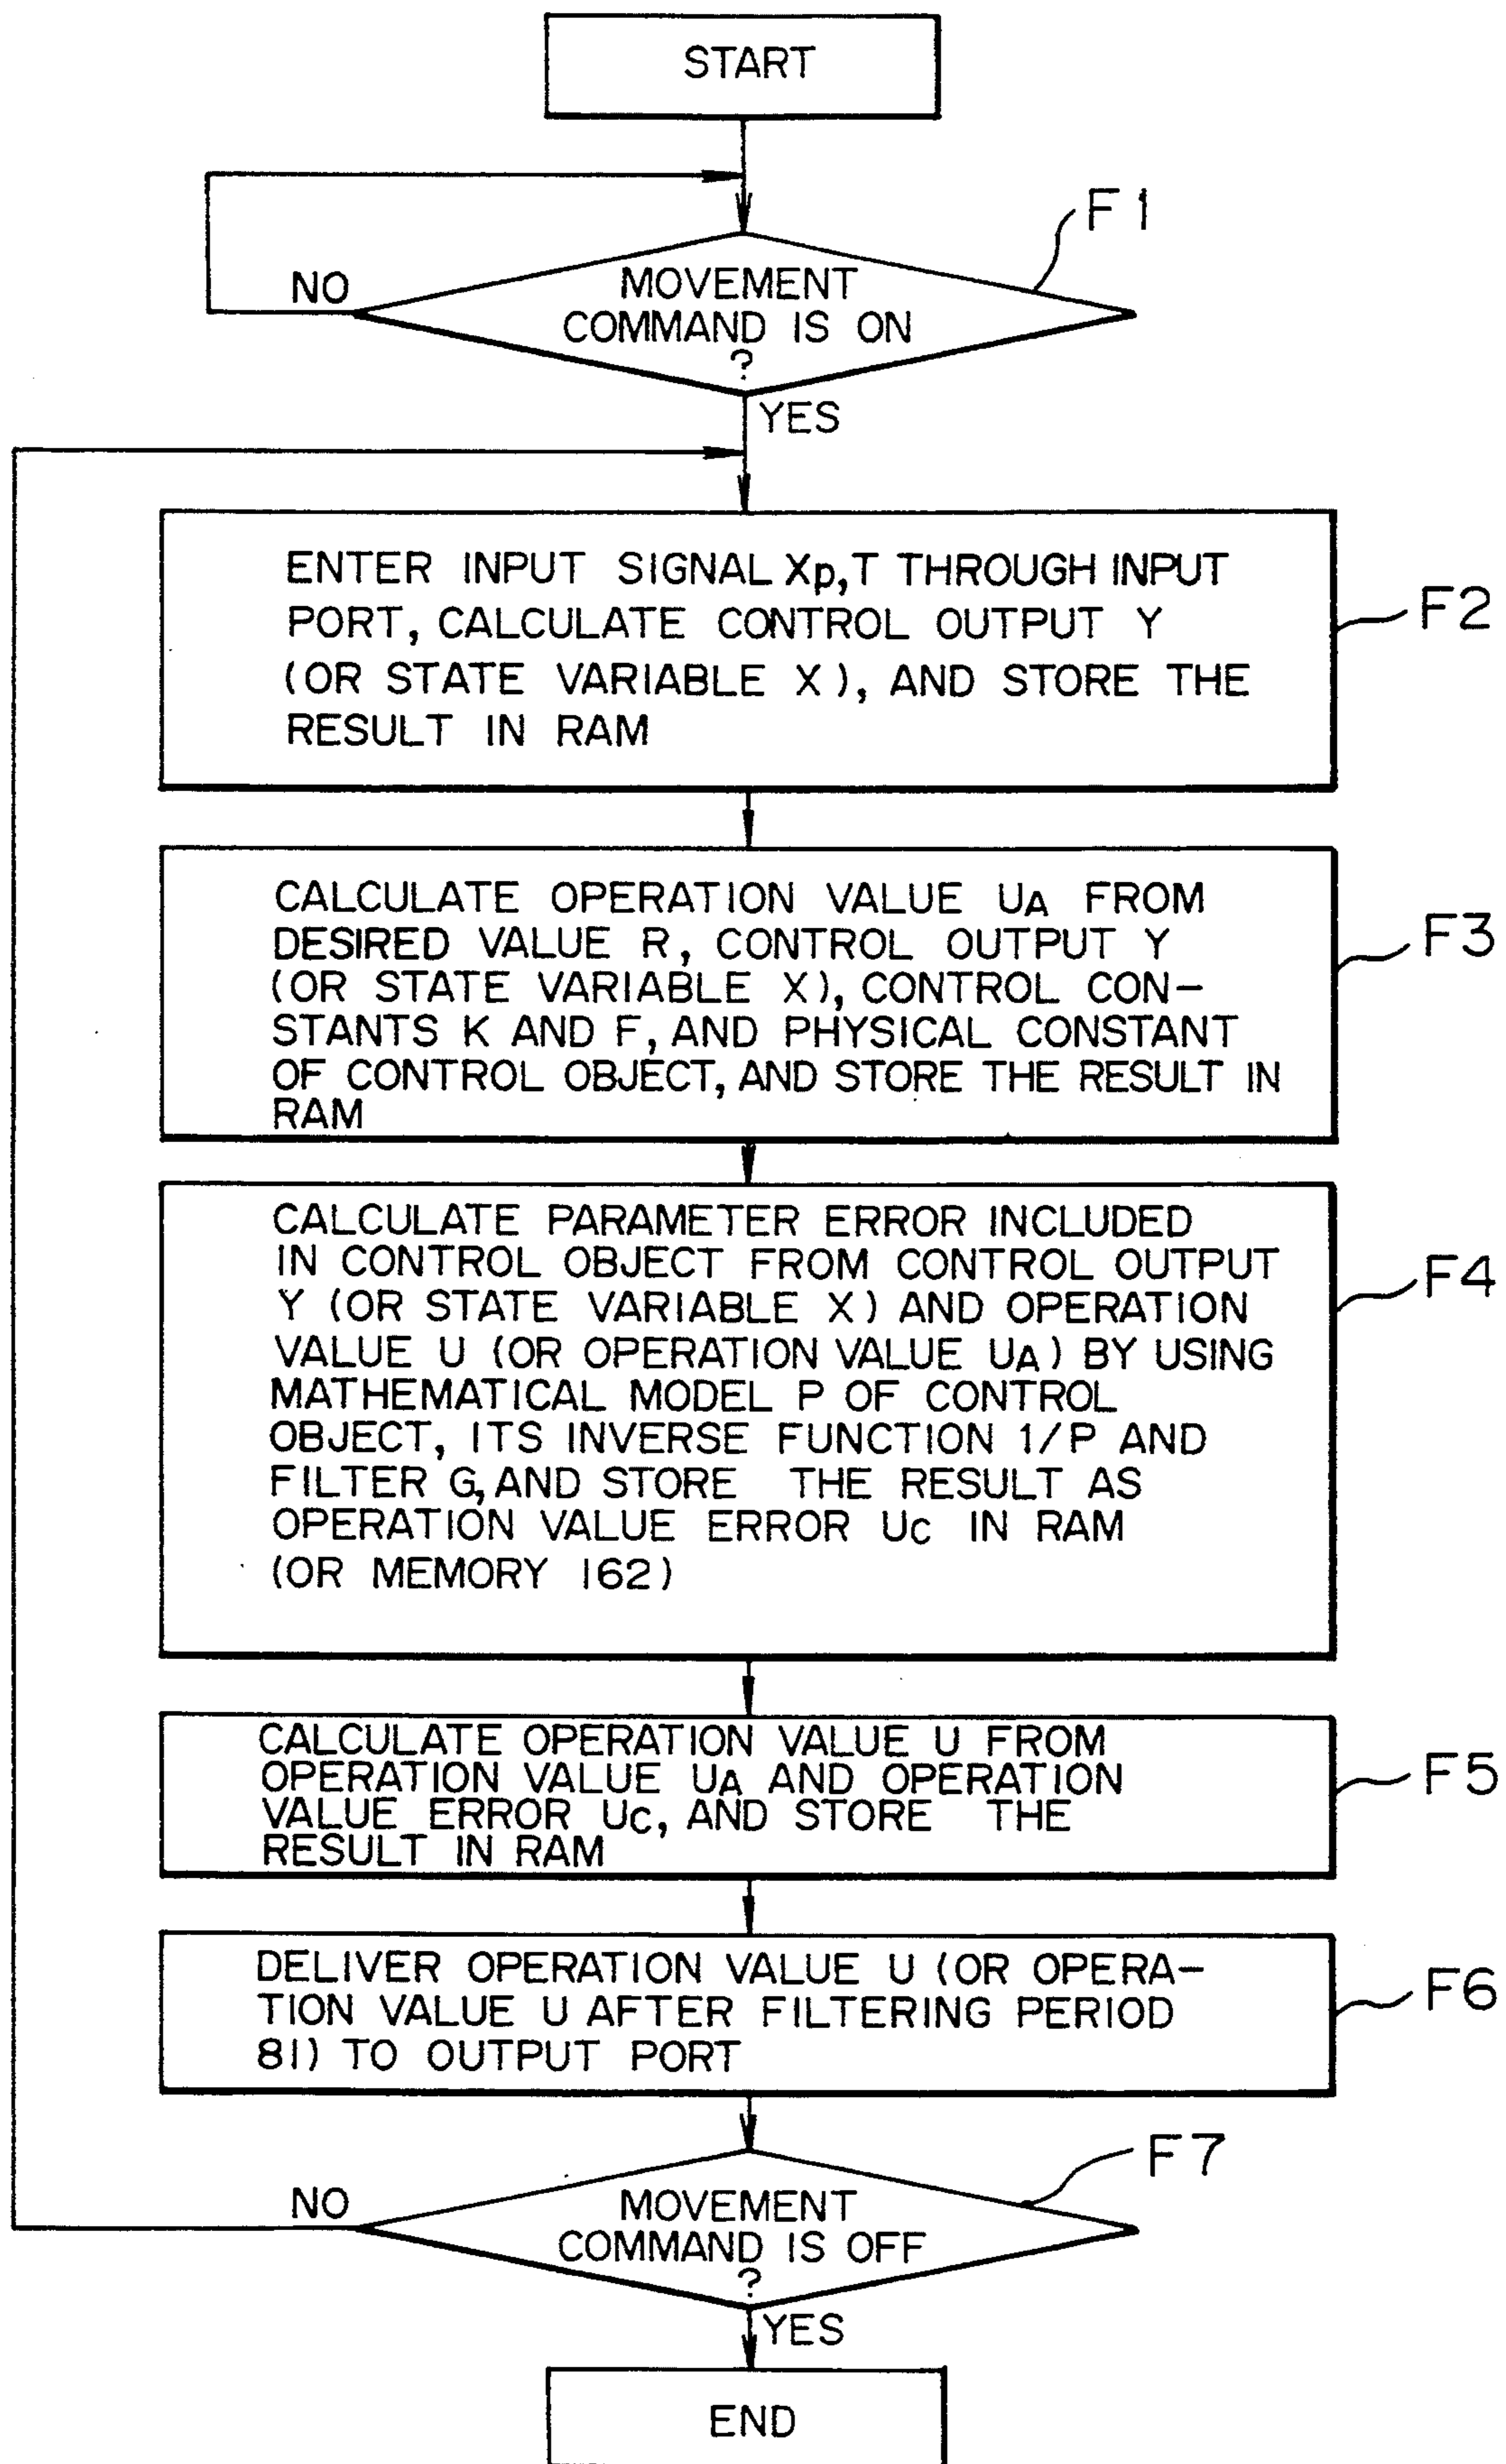 START
F1
NO
MOVEMENT
COMMAND IS ON
?
YES
ENTER INPUT SIGNAL Xp,T THROUGH INPUT
PORT, CALCULATE CONTROL OUTPUT Y
(OR STATE VARIABLE X), AND STORE THE
RESULT IN RAM
F2
CALCULATE OPERATION VALUE UA FROM
DESIRED VALUE R, CONTROL OUTPUT Y
(OR STATE VARIABLE X), CONTROL CON-
STANTS K AND F, AND PHYSICAL CONSTANT
OF CONTROL OBJECT, AND STORE THE RESULT IN
RAM
F3
CALCULATE PARAMETER ERROR INCLUDED
IN CONTROL OBJECT FROM CONTROL OUTPUT
Y (OR STATE VARIABLE X) AND OPERATION
VALUE U (OR OPERATION VALUE UA) BY USING
MATHEMATICAL MODEL P OF CONTROL
OBJECT, ITS INVERSE FUNCTION 1/P AND
FILTER G, AND STORE THE RESULT AS
OPERATION VALUE ERROR UC IN RAM
(OR MEMORY 162)
F4
CALCULATE OPERATION VALUE U FROM
OPERATION VALUE UA AND OPERATION
VALUE ERROR UC, AND STORE THE
RESULT IN RAM
F5
DELIVER OPERATION VALUE U (OR OPERA-
TION VALUE U AFTER FILTERING PERIOD
81) TO OUTPUT PORT
F6
F7
NO
MOVEMENT
COMMAND IS OFF
?
YES
END